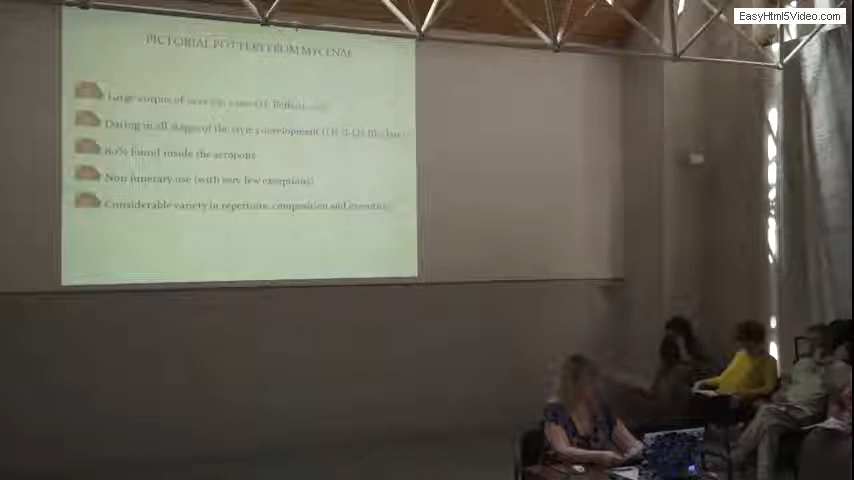 EasyHtml5Video.com
PICTORIAL POTTERY FROM MYCENAE
Large corpus of
Dating in all stages of the style's development
80% found inside the acropolis
Non funerary use (with very few exceptions)
Considerable variety in repertoire, composition and execution